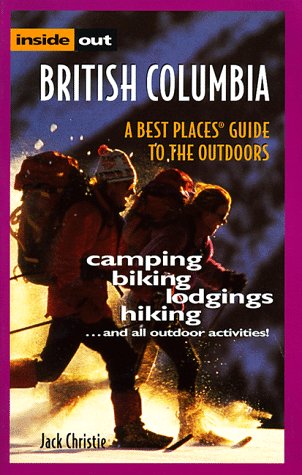 inside out
BRITISH COLUMBIA
A BEST PLACES® GUIDE
TO THE OUTDOORS
camping
biking
lodgings
hiking
...and all outdoor activities!
Jack Christie